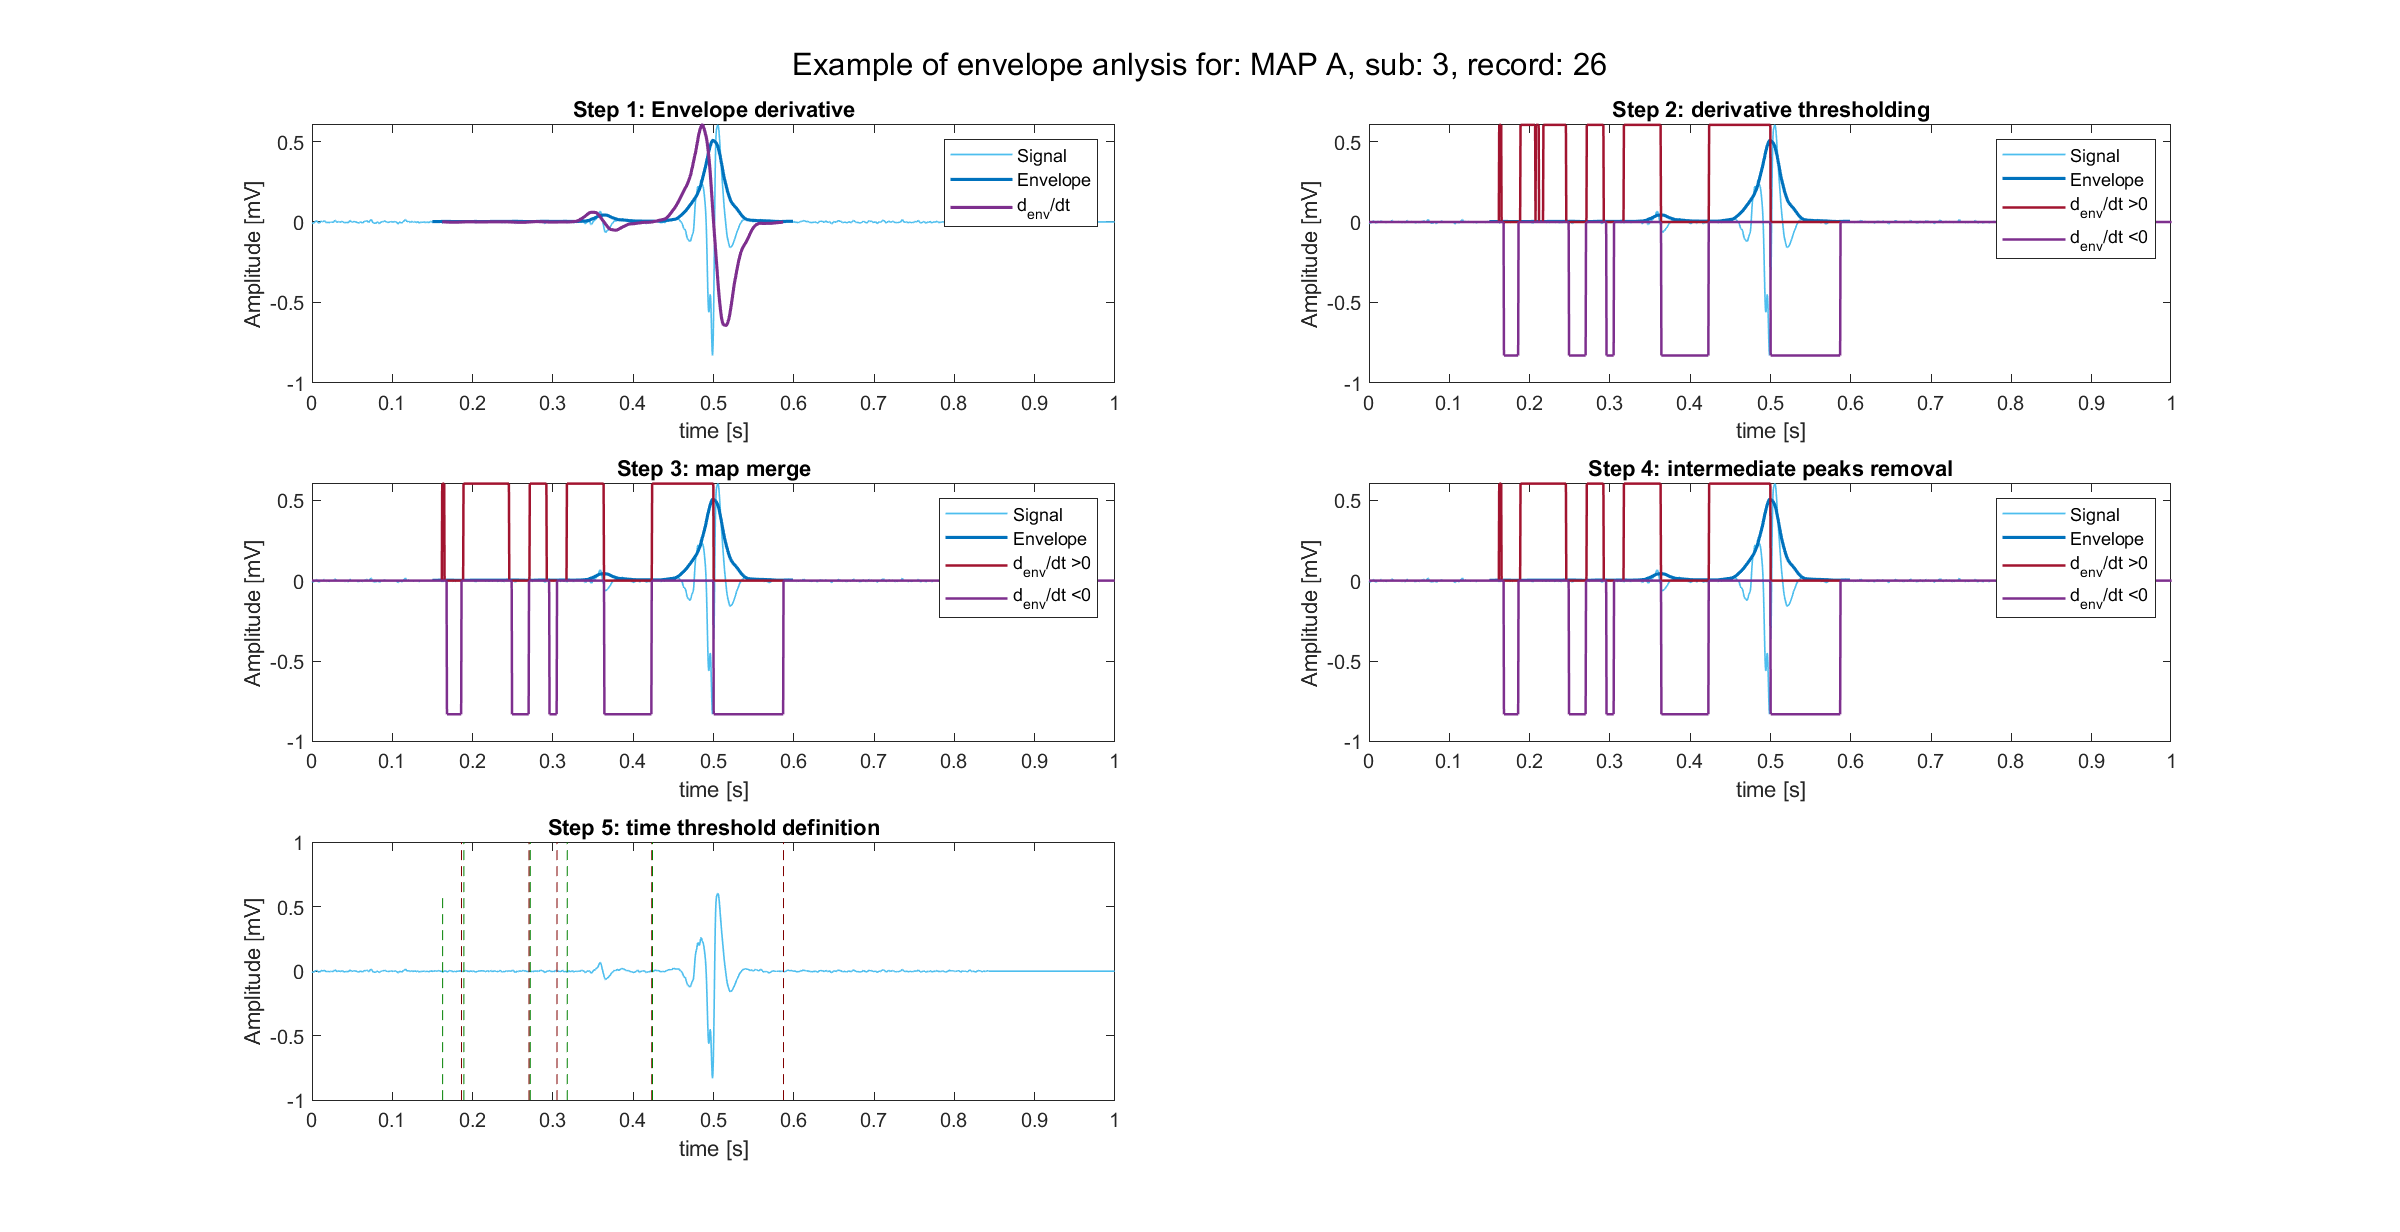 Example of envelope anlysis for: MAP A, sub: 3, record: 26
Step 1: Envelope derivative
Amplitude [mV]
0.5
0
-0.5
-1
Signal
Envelope
denv/dt
0 0.1 0.2 0.3 0.4 0.5 0.6 0.7 0.8 0.9 1
time [s]
Step 2: derivative thresholding
Amplitude [mV]
0.5
0
-0.5
-1
Signal
Envelope
denv/dt >0
denv/dt <0
0 0.1 0.2 0.3 0.4 0.5 0.6 0.7 0.8 0.9 1
time [s]
Step 3: map merge
Amplitude [mV]
0.5
0
-0.5
-1
Signal
Envelope
denv/dt >0
denv/dt <0
0 0.1 0.2 0.3 0.4 0.5 0.6 0.7 0.8 0.9 1
time [s]
Step 4: intermediate peaks removal
Amplitude [mV]
0.5
0
-0.5
-1
Signal
Envelope
denv/dt >0
denv/dt <0
0 0.1 0.2 0.3 0.4 0.5 0.6 0.7 0.8 0.9 1
time [s]
Step 5: time threshold definition
Amplitude [mV]
1
0.5
0
-0.5
-1
0 0.1 0.2 0.3 0.4 0.5 0.6 0.7 0.8 0.9 1
time [s]